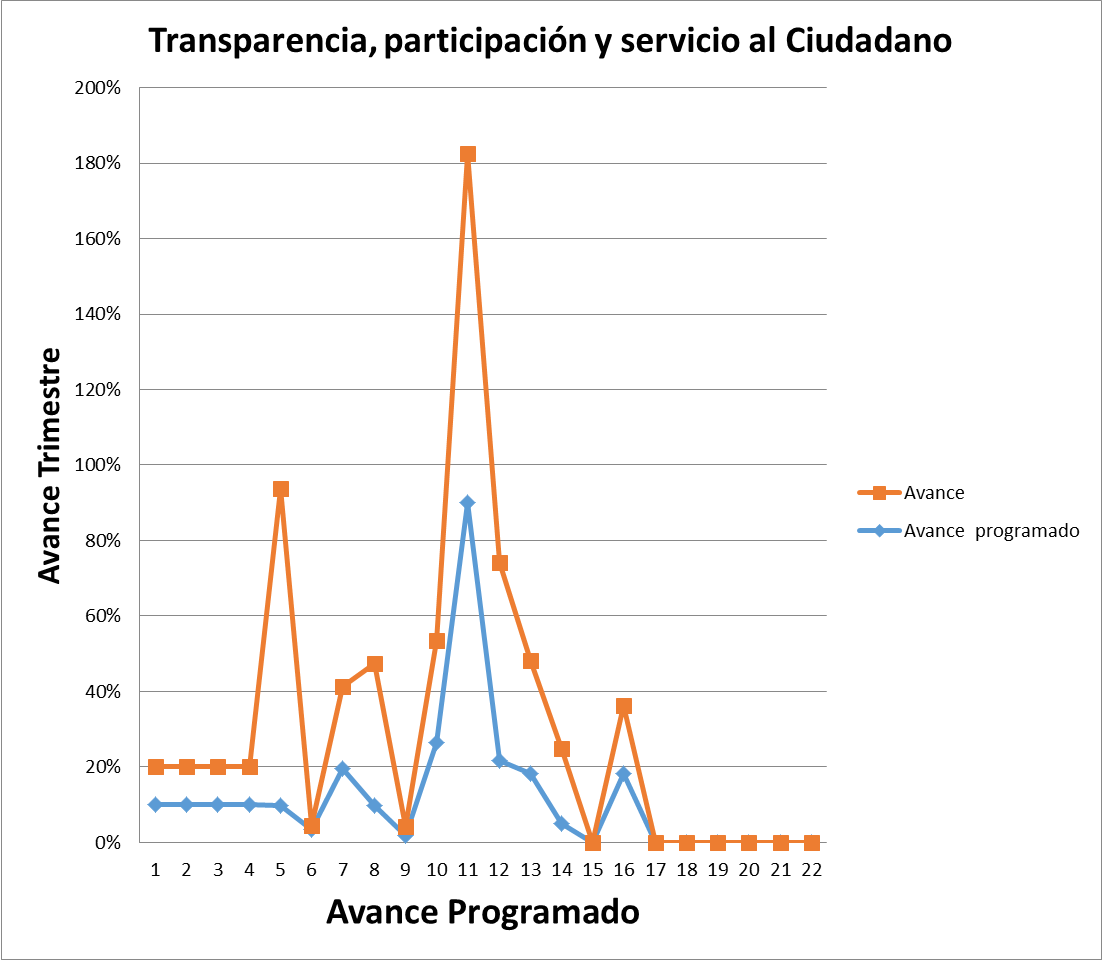 Transparencia, participación y servicio al Ciudadano
200%
180%
160%
140%
120%
100%
80%
60%
40%
20%
0%
Avance Trimestre
1 2 3 4 5 6 7 8 9 10 11 12 13 14 15 16 17 18 19 20 21 22
Avance Programado
Avance
Avance programado